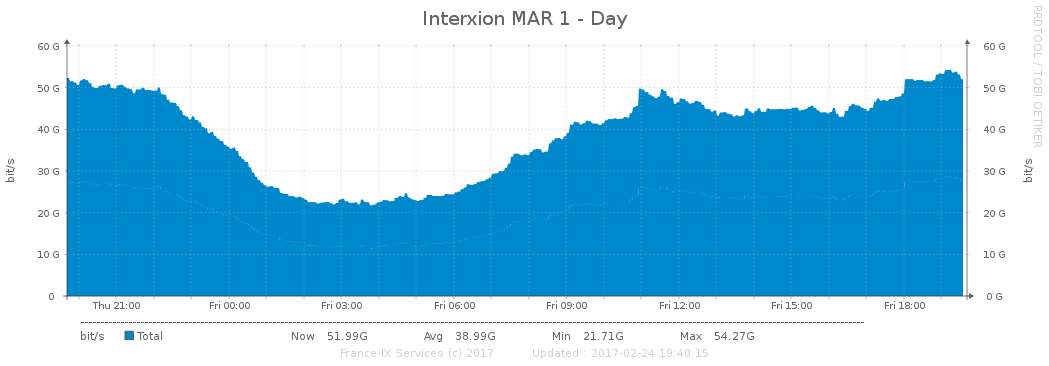 Interxion MAR 1 - Day
RRDTOOL / TOBI OETIKER
60 G 60 G
50 G 50 G
40 G 40 G
30 G 30 G
20 G 20 G
10 G 10 G
0 0 G
bit/s bit/s
Thu 21:00 Fri 00:00 Fri 03:00 Fri 06:00 Fri 09:00 Fri 12:00 Fri 15:00 Fri 18:00
bit/s Total Now 51.99G Avg 38.99G Min 21.71G Max 54.27G
France-IX Services (c) 2017 Updated : 2017-02-24 19:40:15